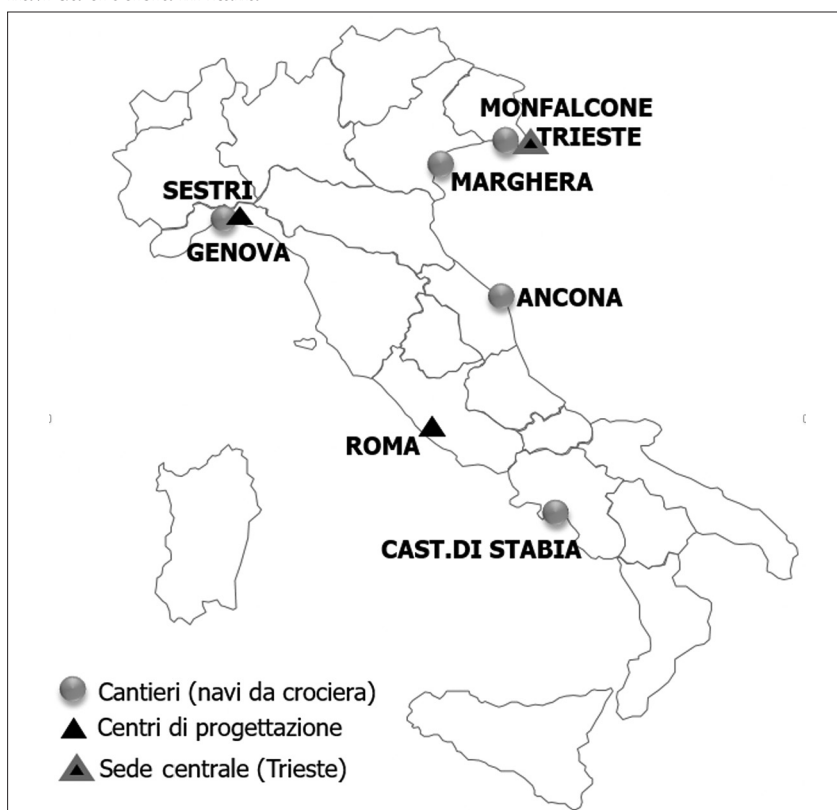 MONFALCONE
TRIESTE
MARGHERA
SESTRI
GENOVA
ANCONA
ROMA
CAST.DI STABIA
Cantieri (navi da crociera)
Centri di progettazione
Sede centrale (Trieste)